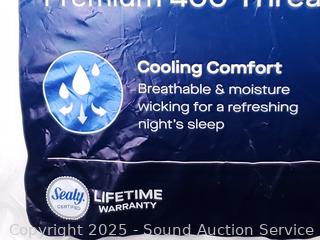 Premium 400 Threa
Cooling Comfort
Breathable & moisture
wicking for a refreshing
night's sleep
Sealy
CERTIFIED
LIFETIME
WARRANTY
Copyright 2025 - Sound Auction Service